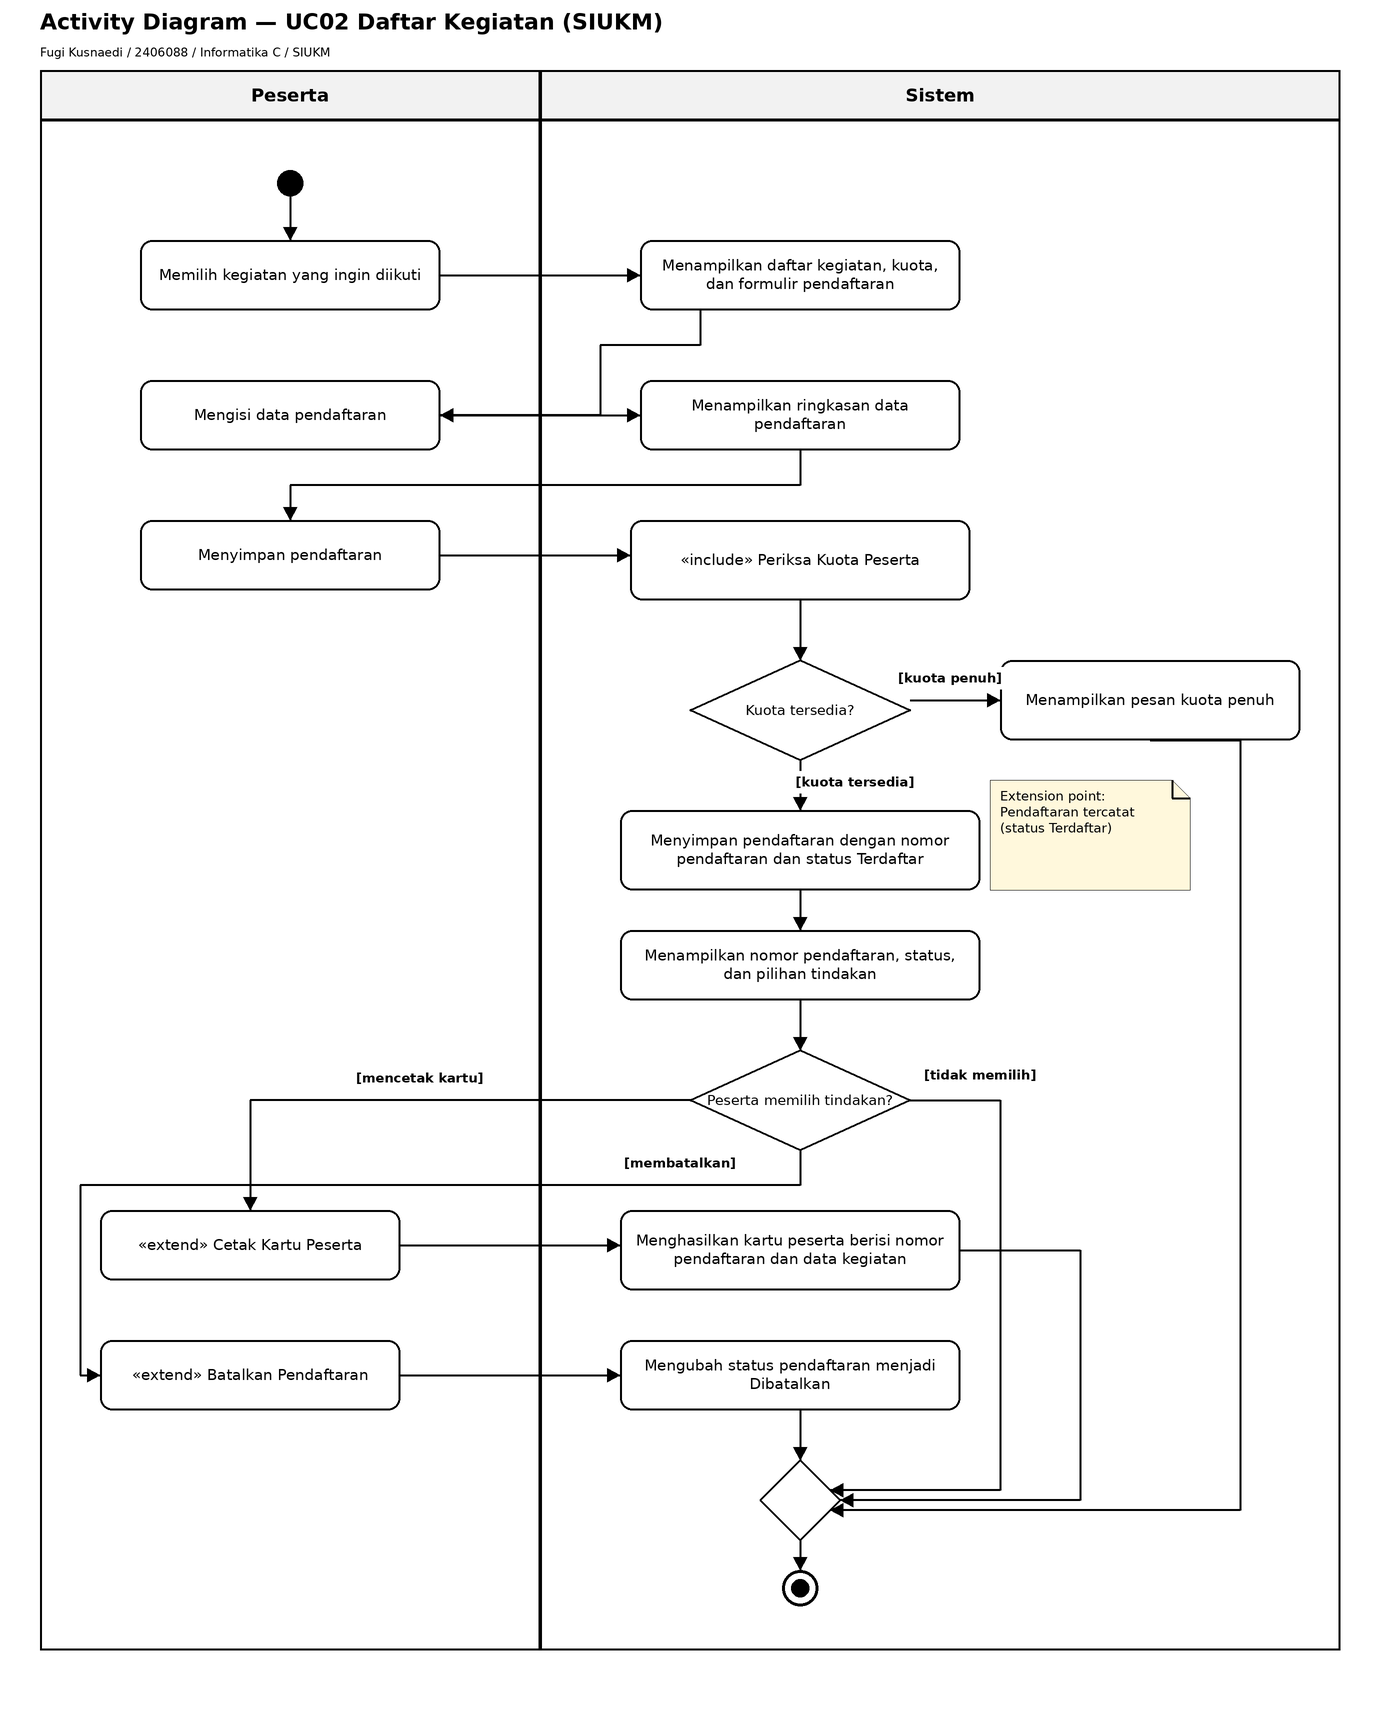 Activity Diagram — UC02 Daftar Kegiatan (SIUKM)
Fugi Kusnaedi / 2406088 / Informatika C / SIUKM
Peserta
Sistem
Memilih kegiatan yang ingin diikuti
Menampilkan daftar kegiatan, kuota,
dan formulir pendaftaran
Mengisi data pendaftaran
Menampilkan ringkasan data
pendaftaran
Menyimpan pendaftaran
«include» Periksa Kuota Peserta
Kuota tersedia?
[kuota penuh]
Menampilkan pesan kuota penuh
[kuota tersedia]
Extension point:
Pendaftaran tercatat
(status Terdaftar)
Menyimpan pendaftaran dengan nomor
pendaftaran dan status Terdaftar
Menampilkan nomor pendaftaran, status,
dan pilihan tindakan
[mencetak kartu]
Peserta memilih tindakan?
[tidak memilih]
[membatalkan]
«extend» Cetak Kartu Peserta
Menghasilkan kartu peserta berisi nomor
pendaftaran dan data kegiatan
«extend» Batalkan Pendaftaran
Mengubah status pendaftaran menjadi
Dibatalkan